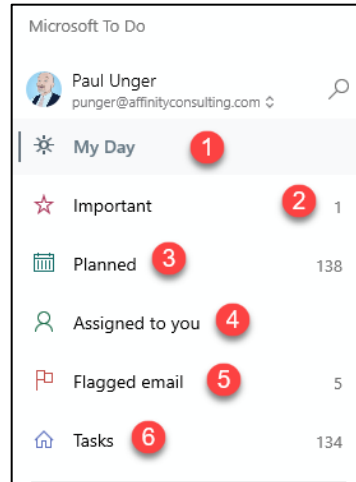 Microsoft To Do
Paul Unger
punger@affinityconsulting.com
My Day 1
Important 2 1
Planned 3 138
Assigned to you 4
Flagged email 5 5
Tasks 6 134